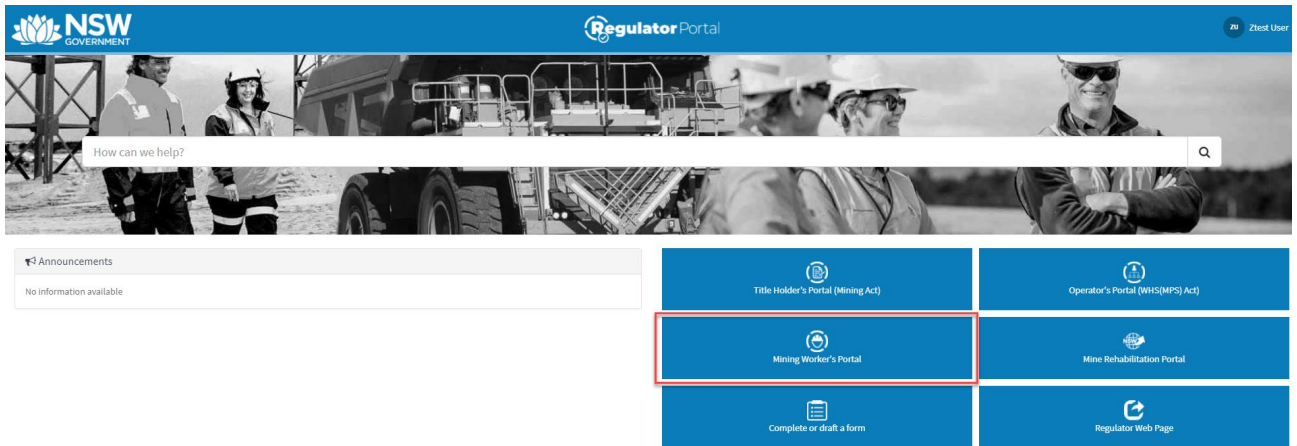 NSW
GOVERNMENT
Regulator Portal
ZU Ztest User
How can we help?
Announcements
No information available
Title Holder's Portal (Mining Act)
Operator's Portal (WHS(MPS) Act)
Mining Worker's Portal
NSW
Mine Rehabilitation Portal
Complete or draft a form
Regulator Web Page